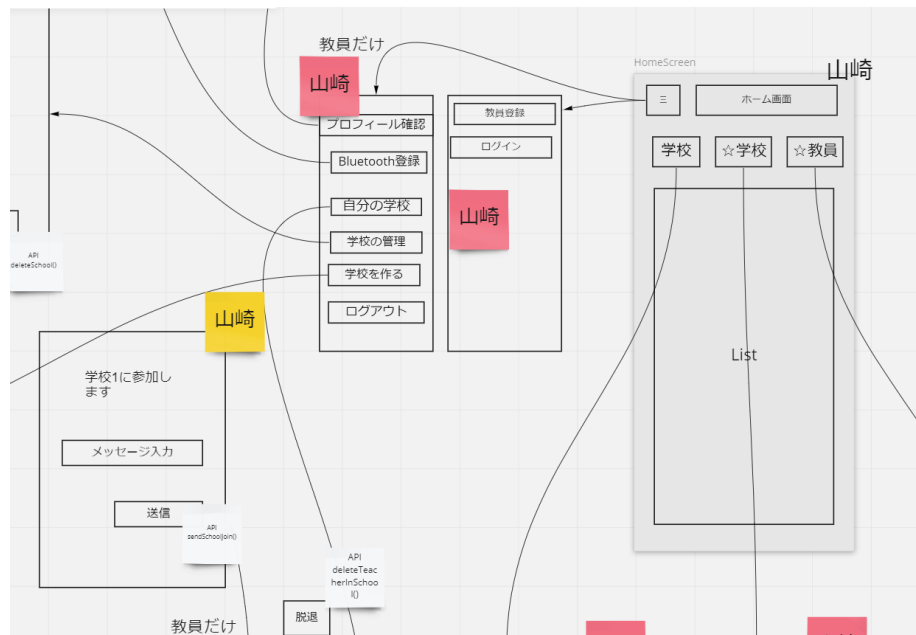 教員だけ
山崎
プロフィール確認
Bluetooth登録
自分の学校
学校の管理
学校を作る
ログアウト
教員登録
ログイン
山崎
HomeScreen
山崎
三
ホーム画面
学校
☆学校
☆教員
List
API
deleteSchool()
山崎
学校1に参加し
ます
メッセージ入力
送信
API
sendSchoolJoin()
API
deleteTeac
herInSchoo
l()
脱退
教員だけ